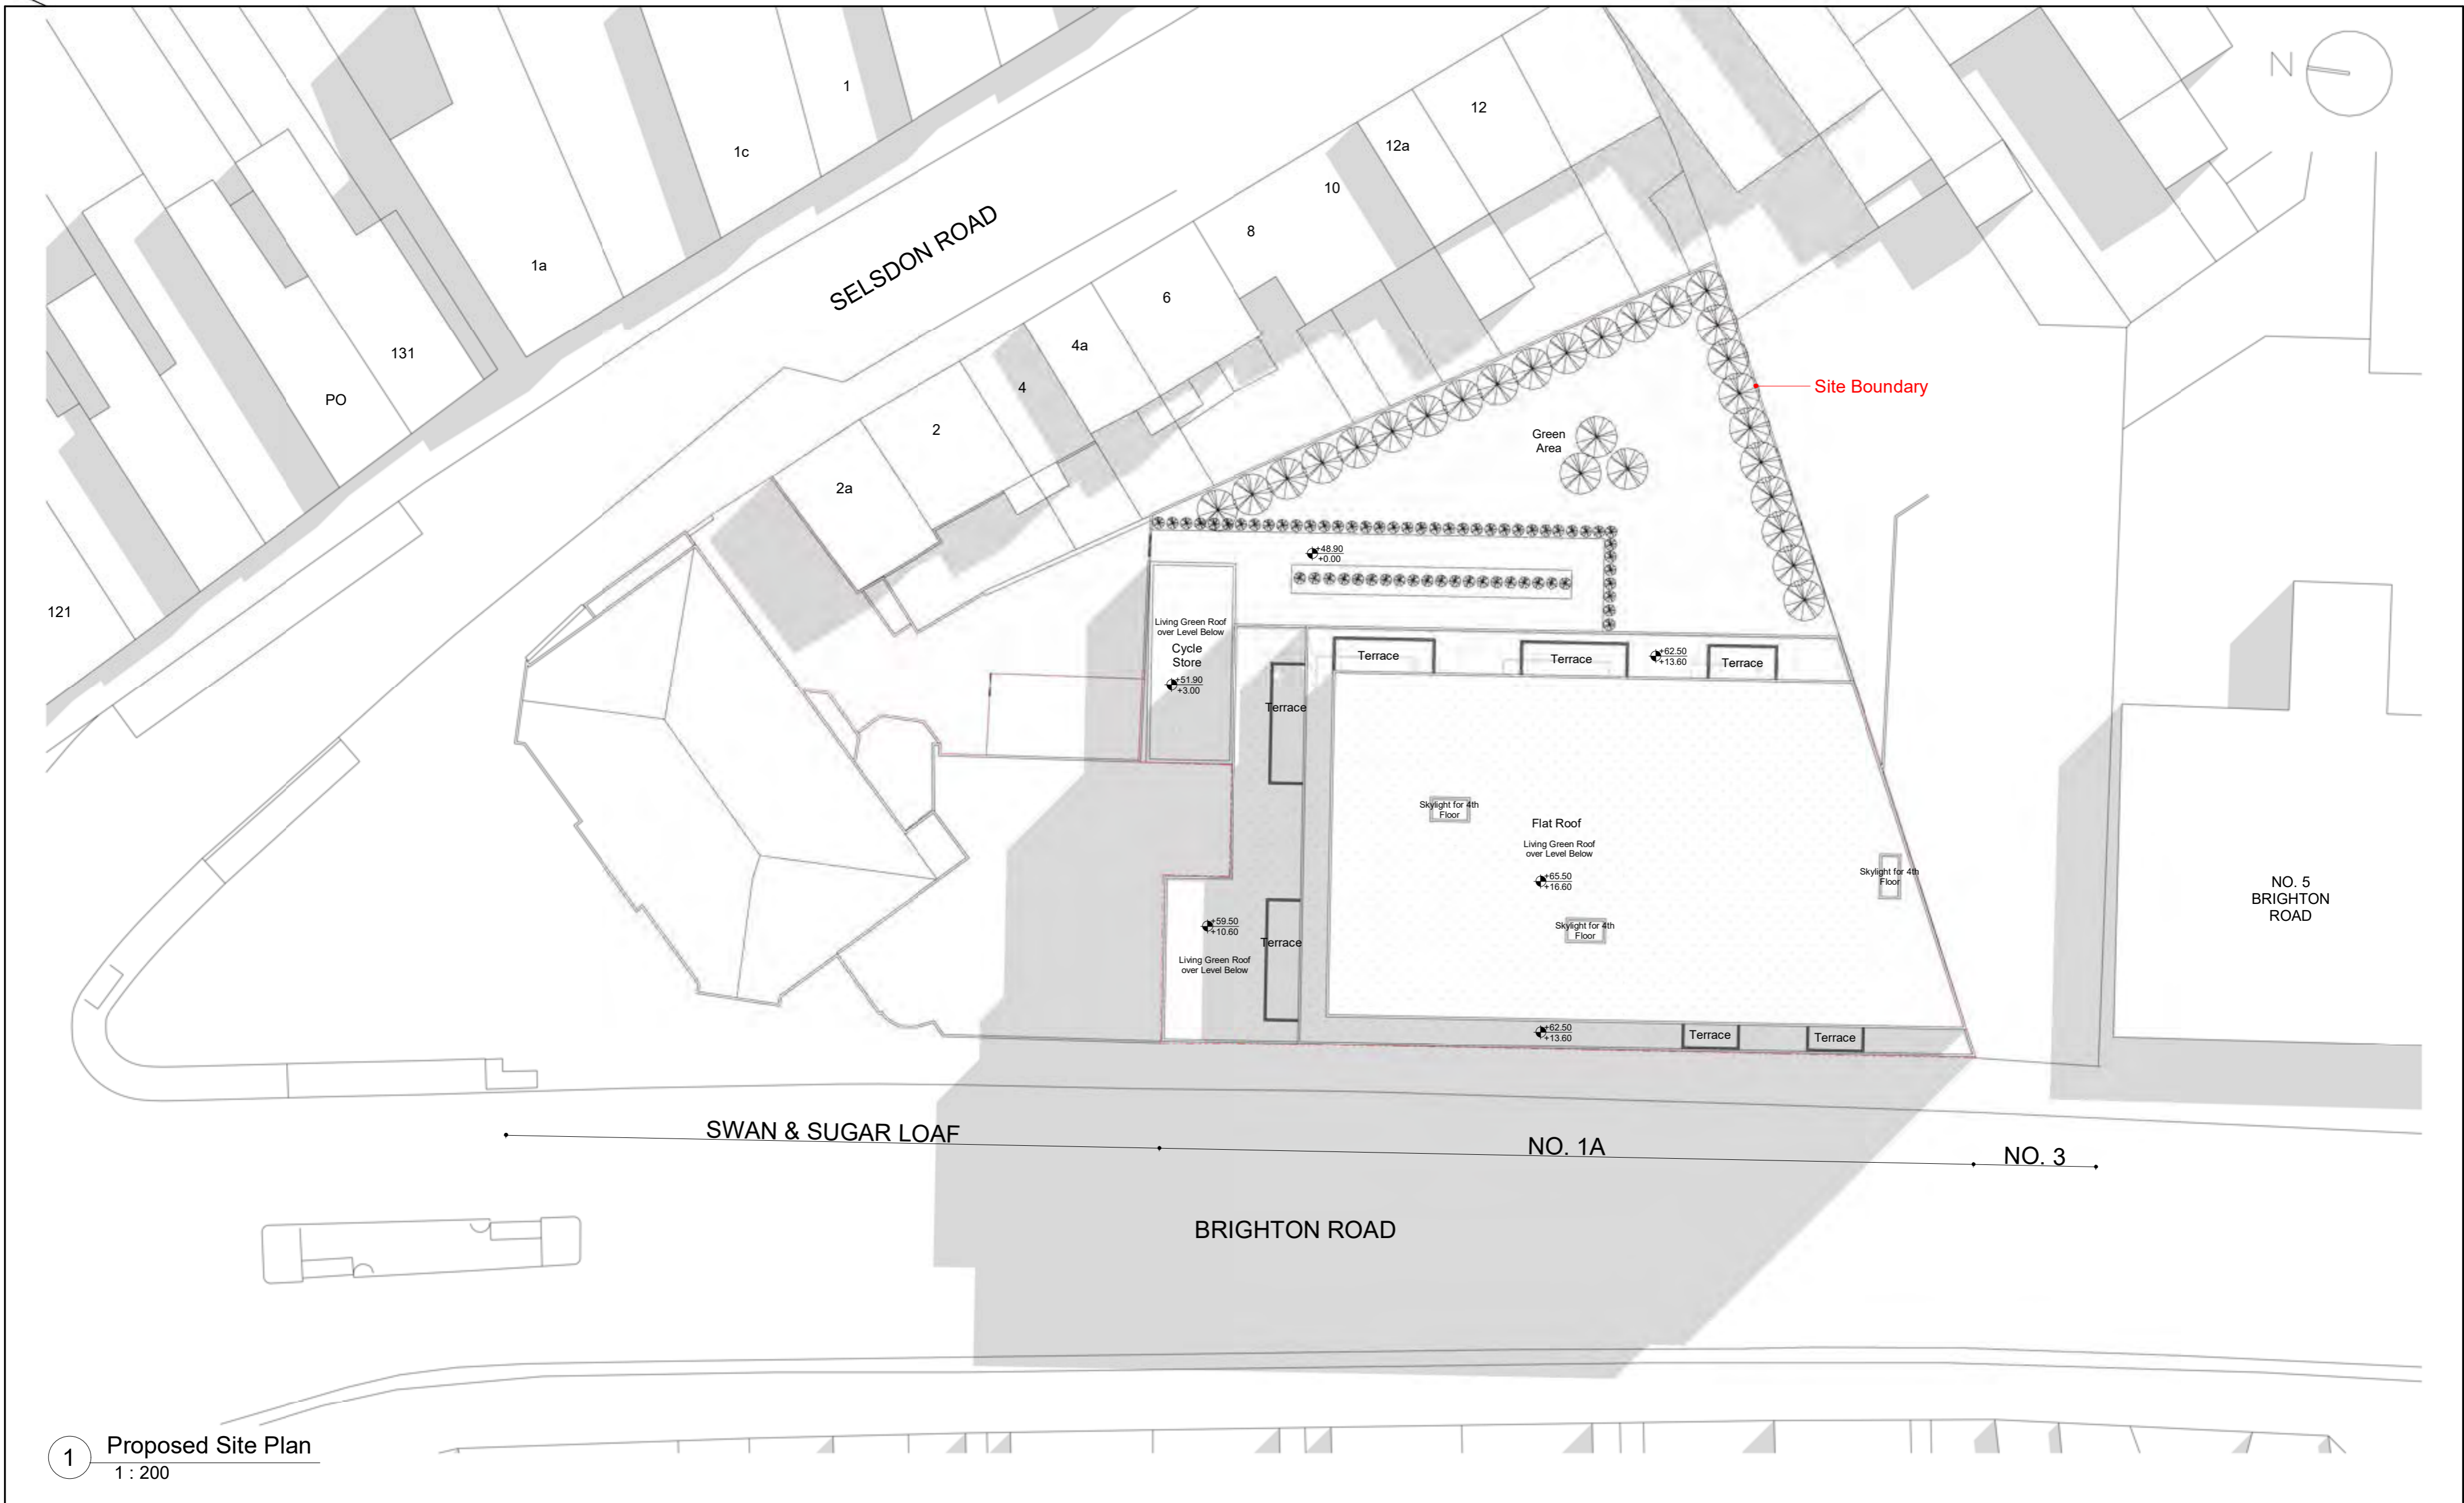 N
1
12
1c
12a
10
8
SELSDON ROAD
1a
6
4a
131
4
Site Boundary
PO
2
Green
Area
2a
+48.90
+0.00
121
Living Green Roof
over Level Below
Cycle
Store
+51.90
+3.00
Terrace
Terrace
+62.50
+13.60
Terrace
Terrace
Skylight for 4th
Floor
Flat Roof
Living Green Roof
over Level Below
+65.50
+16.60
Skylight for 4th
Floor
NO. 5
BRIGHTON
ROAD
+59.50
+10.60
Living Green Roof
over Level Below
Terrace
Skylight for 4th
Floor
+62.50
+13.60
Terrace
Terrace
SWAN & SUGAR LOAF
NO. 1A
NO. 3
BRIGHTON ROAD
1
Proposed Site Plan
1 : 200